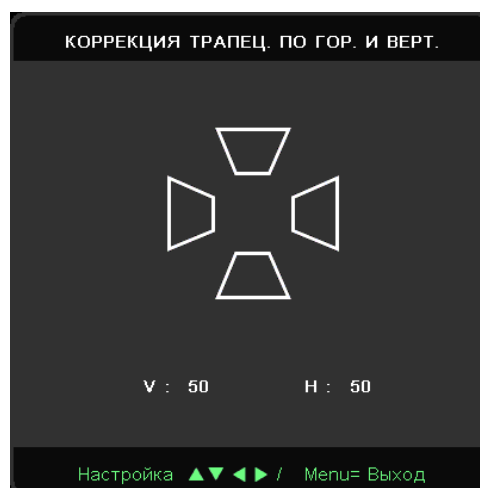 КОРРЕКЦИЯ ТРАПЕЦ. ПО ГОР. И ВЕРТ.
V : 50 H : 50
Настройка ▲▼ ◀ ▶ / Menu= Выход